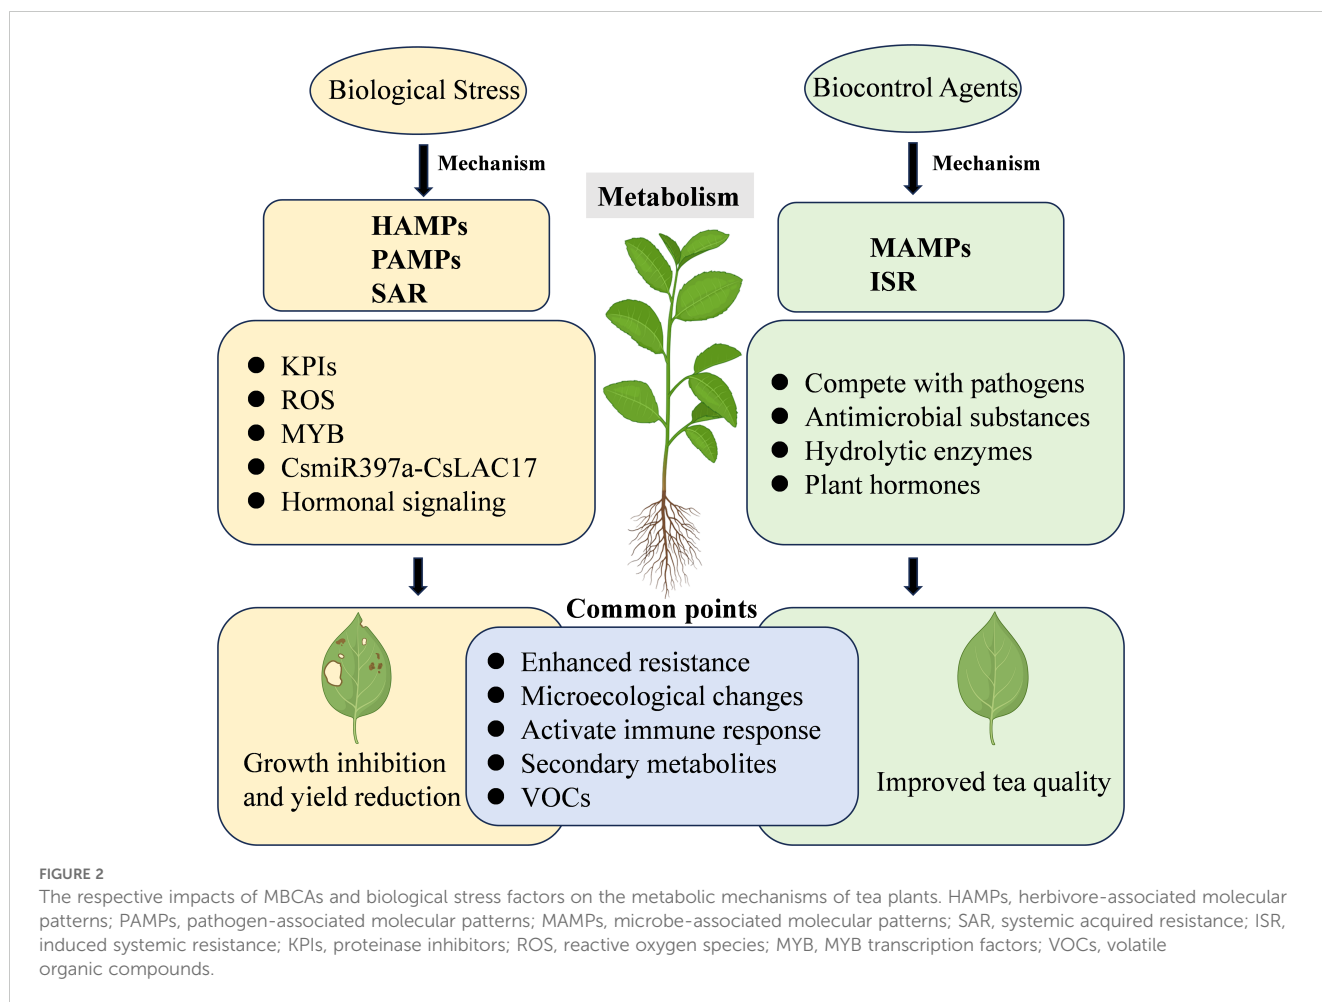 Biological Stress
Mechanism
HAMPs
PAMPs
SAR
KPIs
ROS
MYB
CsmiR397a-CsLAC17
Hormonal signaling
Growth inhibition
and yield reduction
Metabolism
Biocontrol Agents
Mechanism
MAMPs
ISR
Compete with pathogens
Antimicrobial substances
Hydrolytic enzymes
Plant hormones
Improved tea quality
Common points
Enhanced resistance
Microecological changes
Activate immune response
Secondary metabolites
VOCs
FIGURE 2
The respective impacts of MBCAs and biological stress factors on the metabolic mechanisms of tea plants. HAMPs, herbivore-associated molecular
patterns; PAMPs, pathogen-associated molecular patterns; MAMPs, microbe-associated molecular patterns; SAR, systemic acquired resistance; ISR,
induced systemic resistance; KPIs, proteinase inhibitors; ROS, reactive oxygen species; MYB, MYB transcription factors; VOCs, volatile
organic compounds.